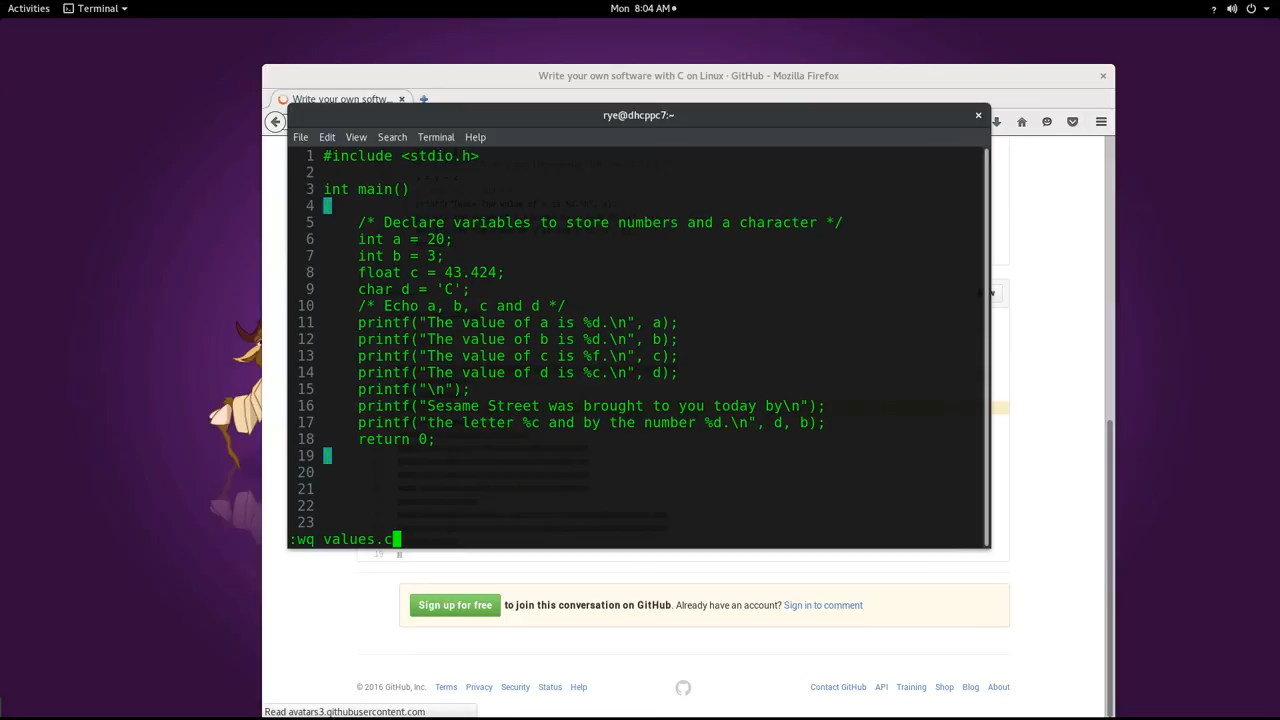 Activities Terminal Mon 8:04 AM
Write your own software with C on Linux · GitHub - Mozilla Firefox
Write your own softw...
rye@dhcppc7:~
File Edit View Search Terminal Help
1 #include <stdio.h>
2
3 int main()
4
5 /* Declare variables to store numbers and a character */
6 int a = 20;
7 int b = 3;
8 float c = 43.424;
9 char d = 'C';
10 /* Echo a, b, c and d */
11 printf("The value of a is %d.\n", a);
12 printf("The value of b is %d.\n", b);
13 printf("The value of c is %f.\n", c);
14 printf("The value of d is %c.\n", d);
15 printf("\n");
16 printf("Sesame Street was brought to you today by\n");
17 printf("the letter %c and by the number %d.\n", d, b);
18 return 0;
19
20
21
22
23
:wq values.c
19
Sign up for free to join this conversation on GitHub. Already have an account? Sign in to comment
© 2016 GitHub, Inc. Terms Privacy Security Status Help Contact GitHub API Training Shop Blog About
Read avatars3.githubusercontent.com